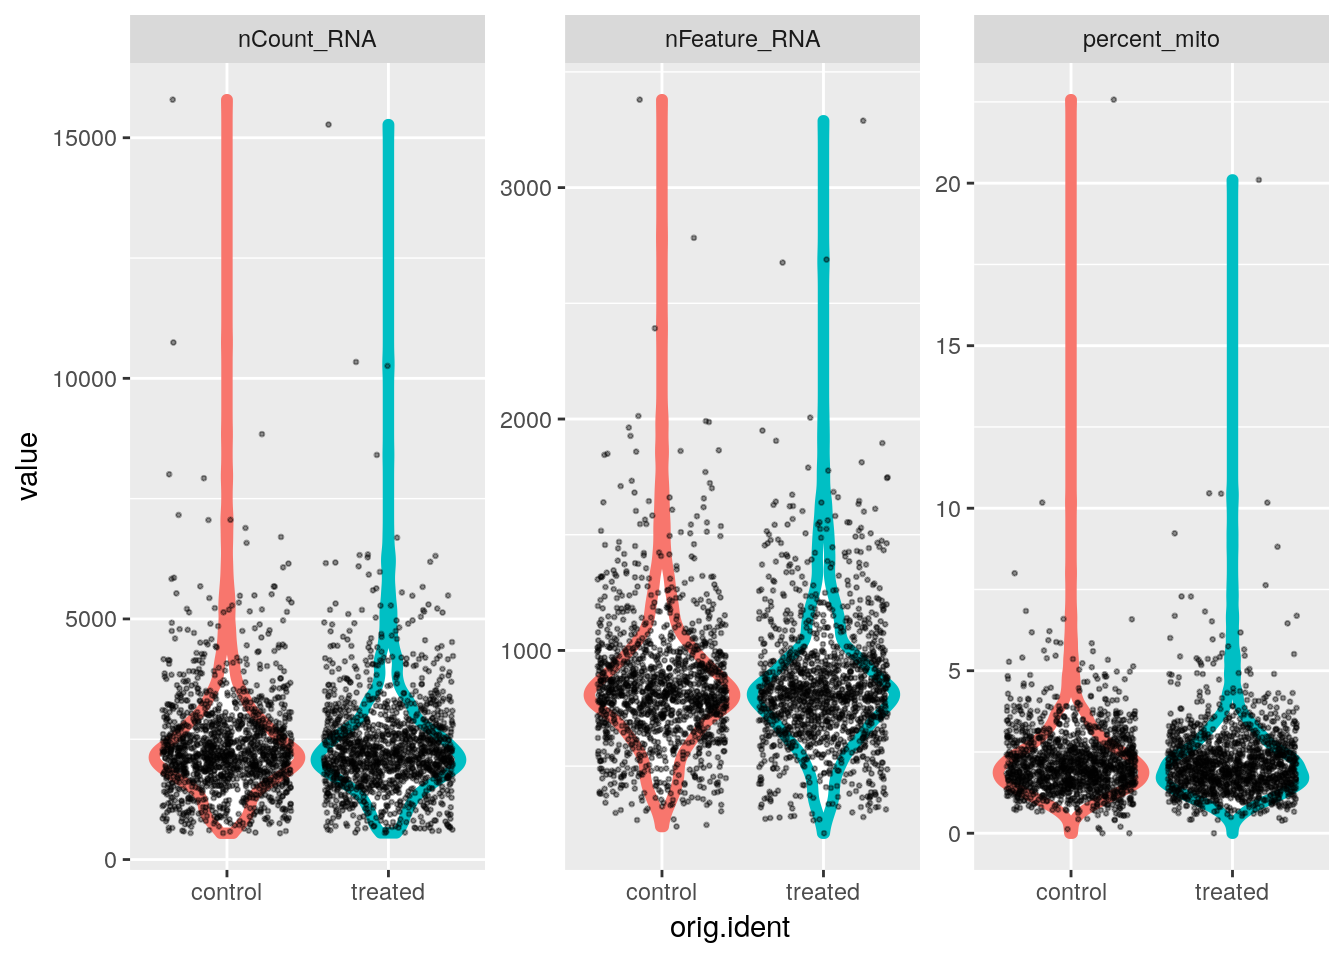 nCount_RNA
nFeature_RNA
percent_mito
value
15000
10000
5000
0
3000
2000
1000
20
15
10
5
0
control
treated
control
treated
control
treated
orig.ident